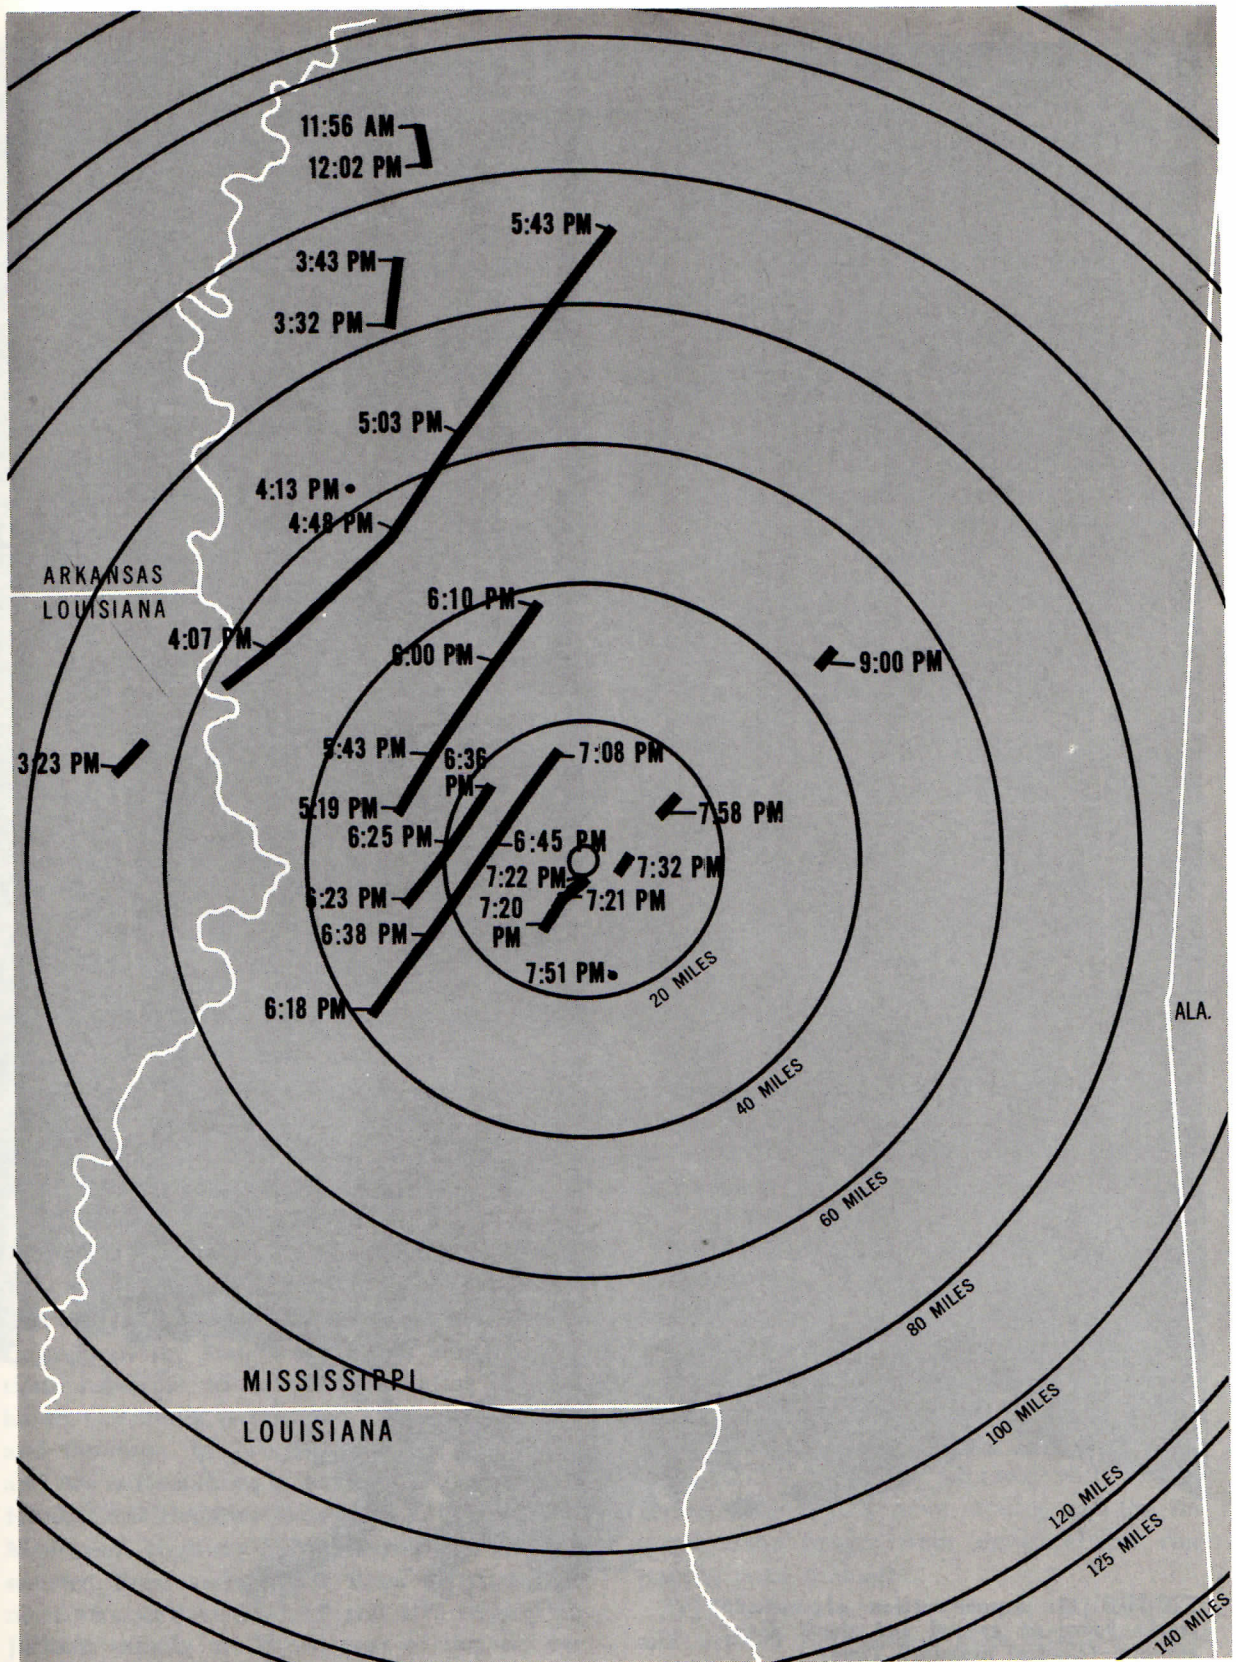 11:56 AM
12:02 PM
5:43 PM
3:43 PM
3:32 PM
5:03 PM
4:13 PM
4:48 PM
ARKANSAS
LOUISIANA
6:10 PM
4:07 PM
6:00 PM
9:00 PM
3:23 PM
5:43 PM
6:36
PM
7:08 PM
5:19 PM
7:58 PM
6:25 PM
6:45 PM
7:32 PM
7:22 PM
6:23 PM
7:21 PM
7:20
PM
6:38 PM
7:51 PM
20 MILES
6:18 PM
ALA.
40 MILES
60 MILES
80 MILES
MISSISSIPPI
LOUISIANA
100 MILES
120 MILES
125 MILES
140 MILES